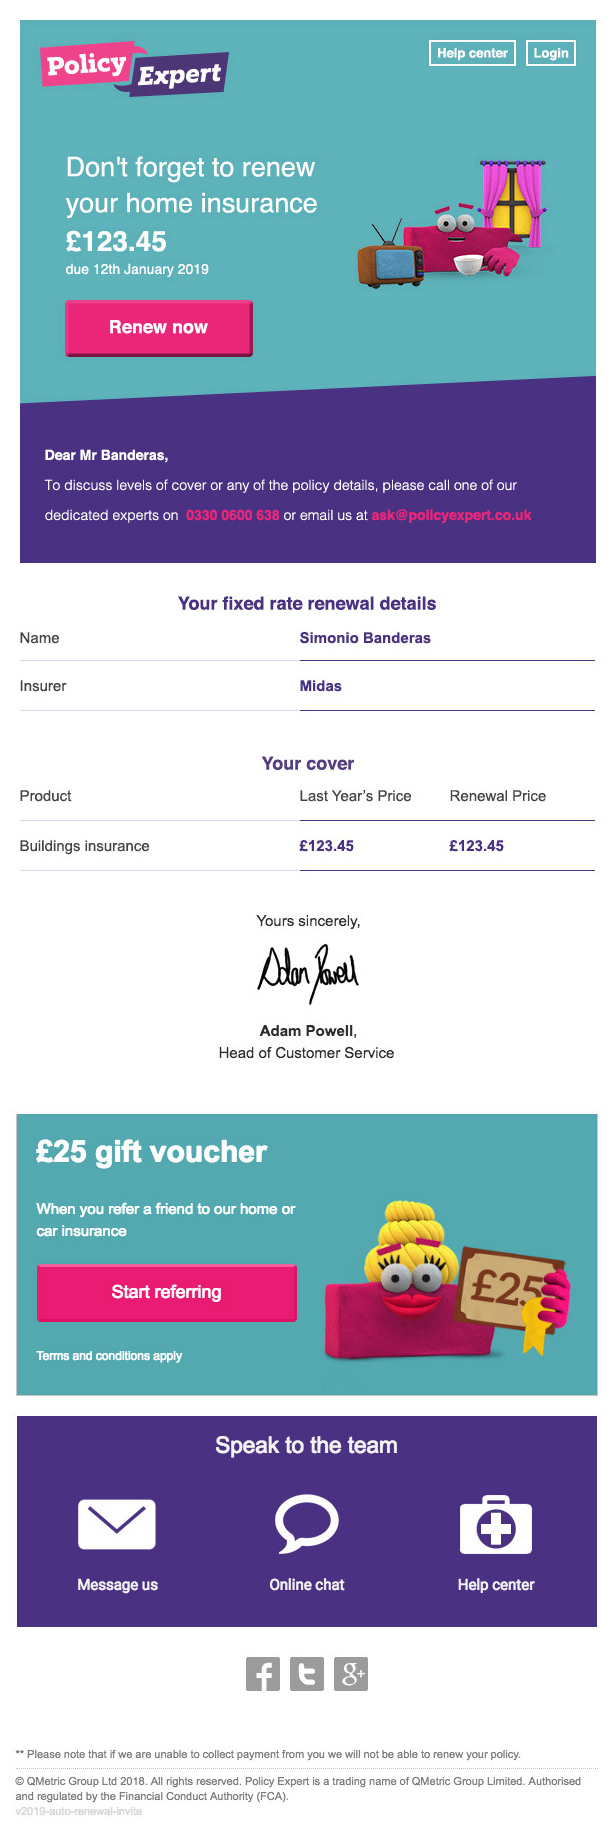 Policy Expert
Help center
Login
Don't forget to renew
your home insurance
£123.45
due 12th January 2019
Renew now
Dear Mr Banderas,
To discuss levels of cover or any of the policy details, please call one of our
dedicated experts on 0330 0600 638 or email us at ask@policyexpert.co.uk
Your fixed rate renewal details
Name Simonio Banderas
Insurer Midas
Your cover
Product Last Year's Price Renewal Price
Buildings insurance £123.45 £123.45
Yours sincerely,
Adam Powell
Adam Powell,
Head of Customer Service
£25 gift voucher
When you refer a friend to our home or
car insurance
£25
Start referring
Terms and conditions apply
Speak to the team
Message us Online chat Help center
** Please note that if we are unable to collect payment from you we will not be able to renew your policy.
© QMetric Group Ltd 2018. All rights reserved. Policy Expert is a trading name of QMetric Group Limited. Authorised
and regulated by the Financial Conduct Authority (FCA).
v2019-auto-renewal-invite